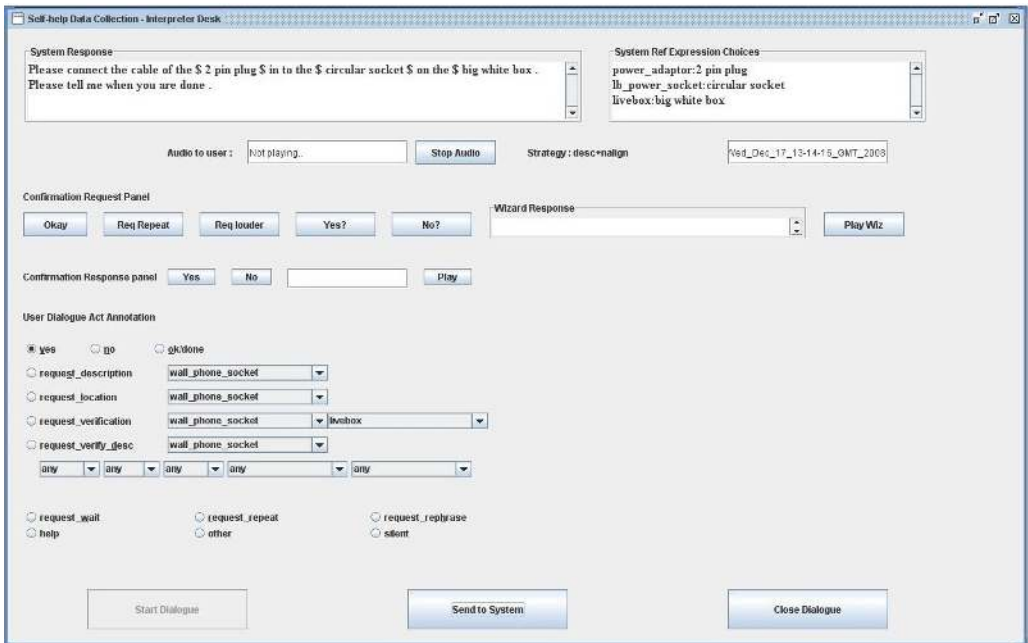 Self-help Data Collection - Interpreter Desk
System Response
Please connect the cable of the $ 2 pin plug $ in to the $ circular socket $ on the $ big white box .
Please tell me when you are done .
System Ref Expression Choices
power_adaptor:2 pin plug
lb_power_socket:circular socket
livebox:big white box
Audio to user : Not playing.. Stop Audio Strategy : desc+nalign Wed_Dec_17_13-14-15_GMT_2008
Confirmation Request Panel
Okay Req Repeat Req louder Yes? No? Wizard Response Play Wiz
Confirmation Response panel Yes No Play
User Dialogue Act Annotation
yes no ok/done
request_description wall_phone_socket
request_location wall_phone_socket
request_verification wall_phone_socket livebox
request_verify_desc wall_phone_socket
any any any any any
request_wait request_repeat request_rephrase
help other silent
Start Dialogue Send to System Close Dialogue